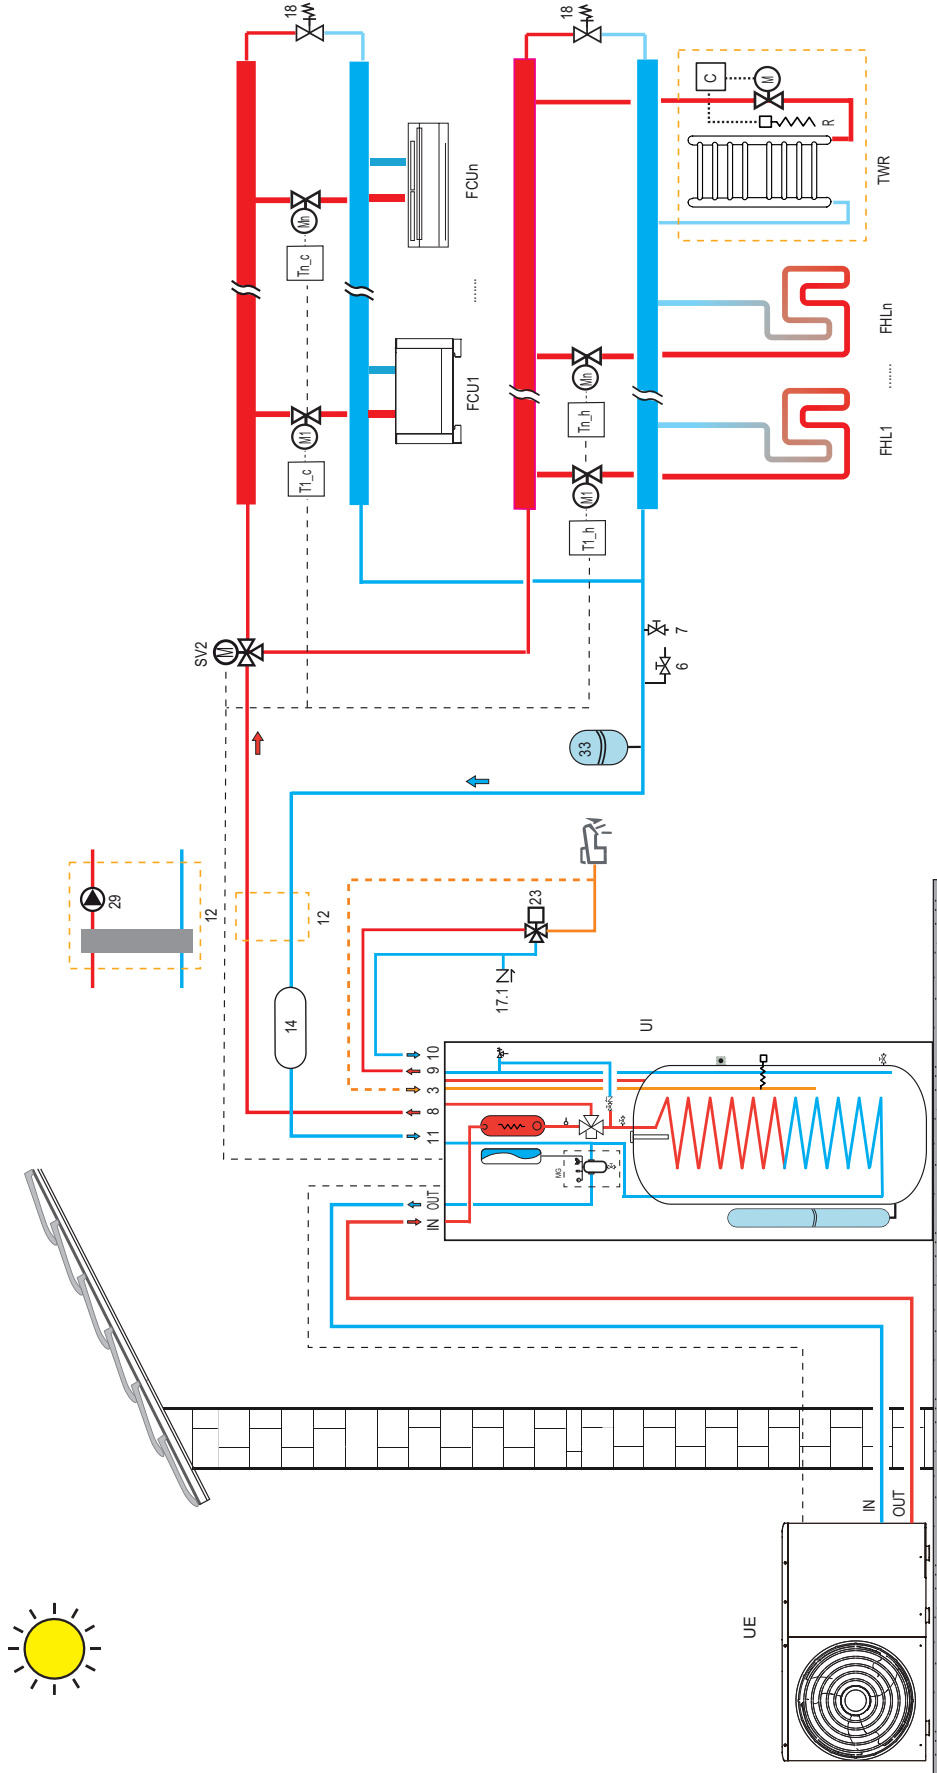 18
18
C
M
R
TWR
Mn
Tn_c
FCUn
........
M1
T1_c
FCU1
Mn
Tn_h
M1
T1_h
FHLn
........
FHL1
SV2
M
7
6
33
29
12
12
14
23
17.1
UI
10
9
3
8
11
OUT
IN
MG
IN
OUT
UE